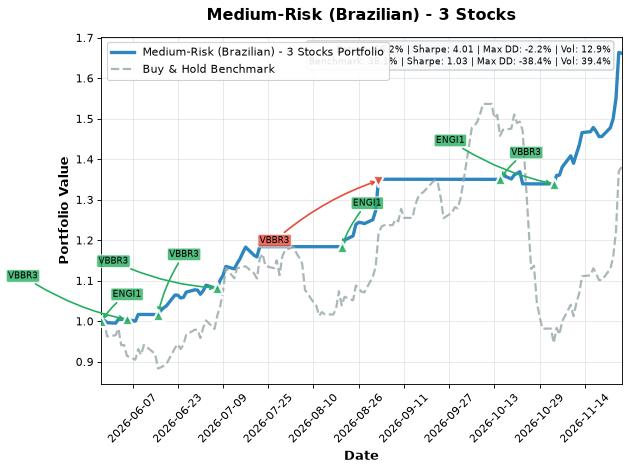 Medium-Risk (Brazilian) - 3 Stocks
Medium-Risk (Brazilian) - 3 Stocks Portfolio
Buy & Hold Benchmark
2% | Sharpe: 4.01 | Max DD: -2.2% | Vol: 12.9%
Benchmark: 38.3% | Sharpe: 1.03 | Max DD: -38.4% | Vol: 39.4%
Portfolio Value
1.7
1.6
1.5
1.4
1.3
1.2
1.1
1.0
0.9
ENGI1
VBBR3
ENGI1
VBBR3
VBBR3
VBBR3
VBBR3
ENGI1
2026-06-07
2026-06-23
2026-07-09
2026-07-25
2026-08-10
2026-08-26
2026-09-11
2026-09-27
2026-10-13
2026-10-29
2026-11-14
Date